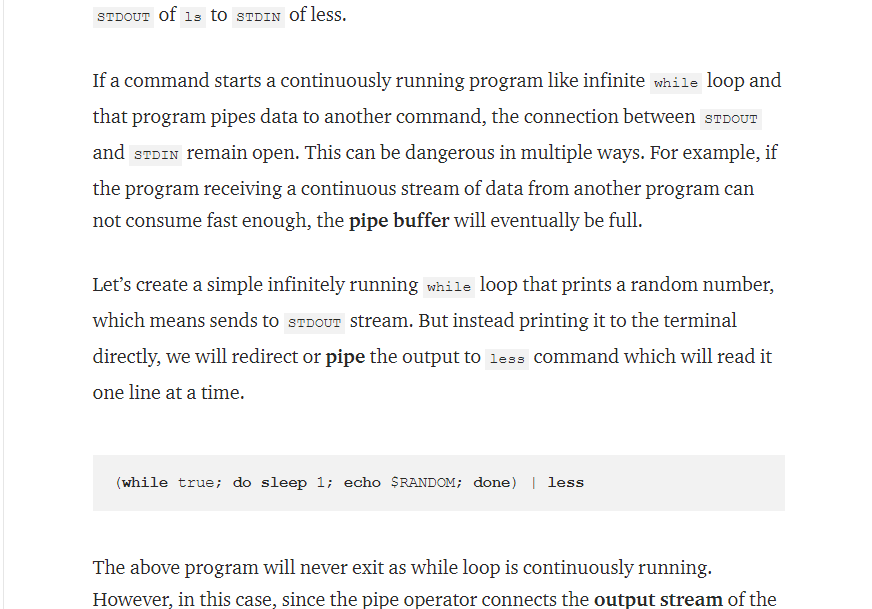 STDOUT of ls to STDIN of less.
If a command starts a continuously running program like infinite while loop and
that program pipes data to another command, the connection between STDOUT
and STDIN remain open. This can be dangerous in multiple ways. For example, if
the program receiving a continuous stream of data from another program can
not consume fast enough, the pipe buffer will eventually be full.
Let’s create a simple infinitely running while loop that prints a random number,
which means sends to STDOUT stream. But instead printing it to the terminal
directly, we will redirect or pipe the output to less command which will read it
one line at a time.
(while true; do sleep 1; echo $RANDOM; done) | less
The above program will never exit as while loop is continuously running.
However, in this case, since the pipe operator connects the output stream of the